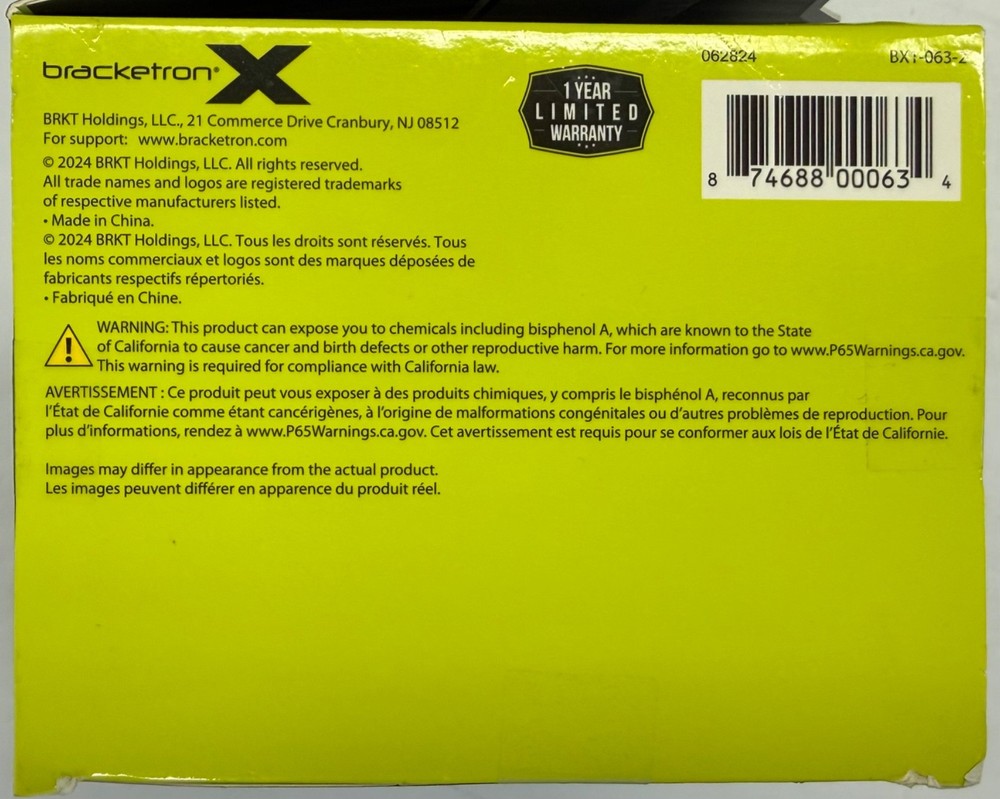 bracketron® X
BRKT Holdings, LLC., 21 Commerce Drive Cranbury, NJ 08512
For support: www.bracketron.com
© 2024 BRKT Holdings, LLC. All rights reserved.
All trade names and logos are registered trademarks
of respective manufacturers listed.
• Made in China.
© 2024 BRKT Holdings, LLC. Tous les droits sont réservés. Tous
les noms commerciaux et logos sont des marques déposées de
fabricants respectifs répertoriés.
• Fabriqué en Chine.
1 YEAR
LIMITED
WARRANTY
062824
BXT-063-2
8 74688 00063 4
WARNING: This product can expose you to chemicals including bisphenol A, which are known to the State
of California to cause cancer and birth defects or other reproductive harm. For more information go to www.P65Warnings.ca.gov.
This warning is required for compliance with California law.
AVERTISSEMENT : Ce produit peut vous exposer à des produits chimiques, y compris le bisphénol A, reconnus par
l'État de Californie comme étant cancérigènes, à l'origine de malformations congénitales ou d'autres problèmes de reproduction. Pour
plus d'informations, rendez à www.P65Warnings.ca.gov. Cet avertissement est requis pour se conformer aux lois de l'État de Californie.
Images may differ in appearance from the actual product.
Les images peuvent différer en apparence du produit réel.